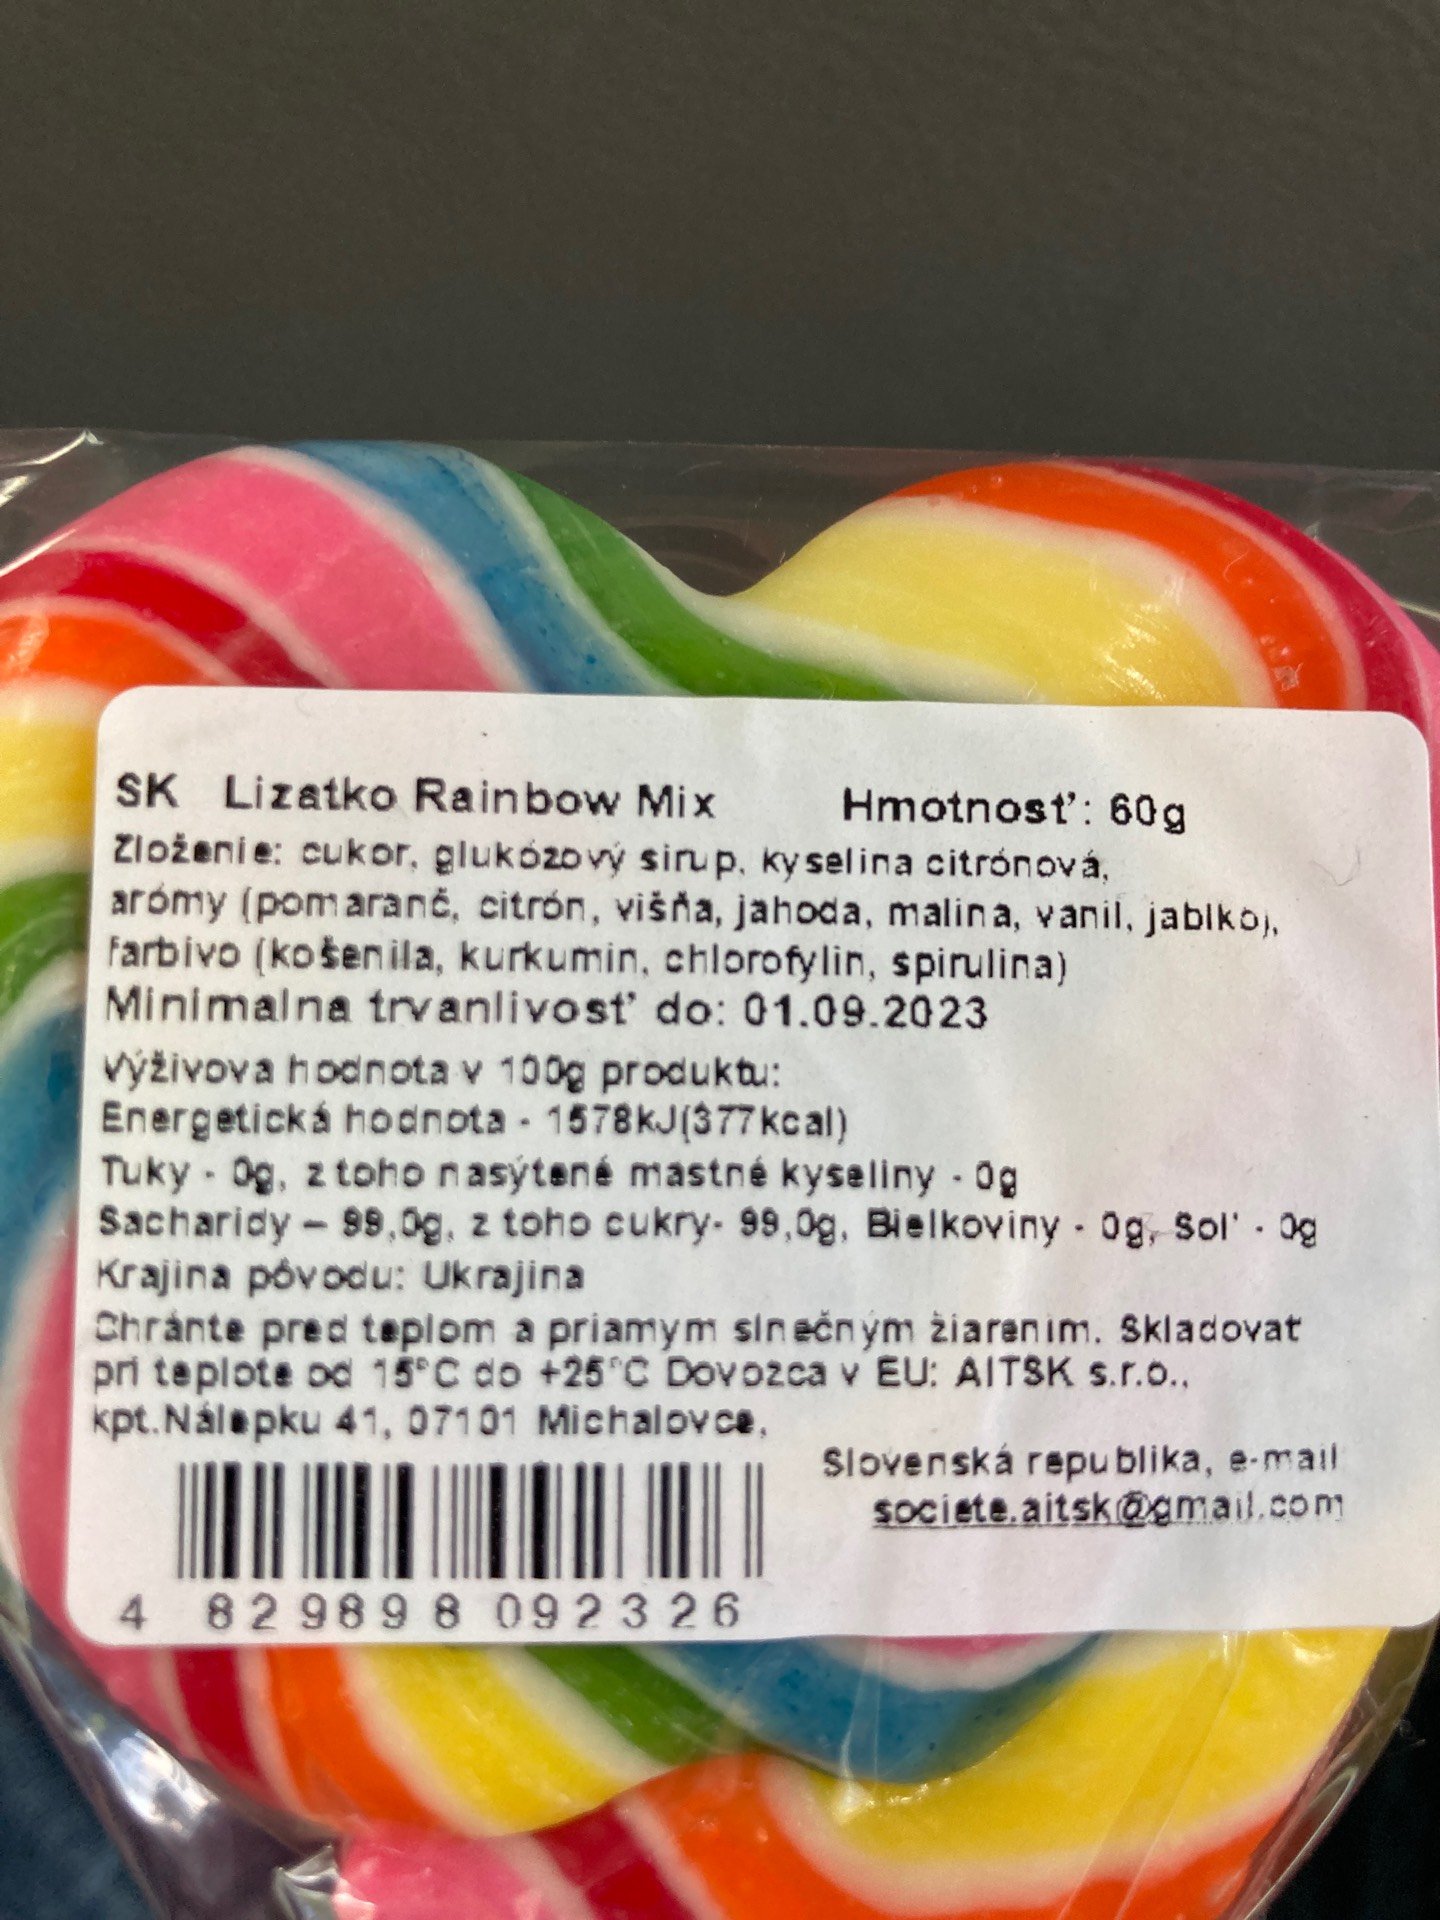 SK Lizatko Rainbow Mix Hmotnosť: 60g
Zloženie: cukor, glukózový sirup, kyselina citrónová,
arómy (pomaranč, citrón, višňa, jahoda, malina, vanil, jablko),
farbivo (košenila, kurkumin, chlorofylin, spirulina)
Minimalna trvanlivosť do: 01.09.2023
Výživova hodnota v 100g produktu:
Energetická hodnota - 1578kJ(377kcal)
Tuky - 0g, z toho nasýtené mastné kyseliny - 0g
Sacharidy – 99,0g, z toho cukry- 99,0g, Bielkoviny - 0g, Sol' - 0g
Krajina póvodu: Ukrajina
Chránte pred teplom a priamym slnečným žiarením. Skladovať
pri teplote od 15°C do +25°C Dovozca v EU: AITSK s.r.o.,
kpt.Nálepku 41, 07101 Michalovce,
Slovenská republika, e-mail
societe.aitsk@gmail.com
4 829898 092326